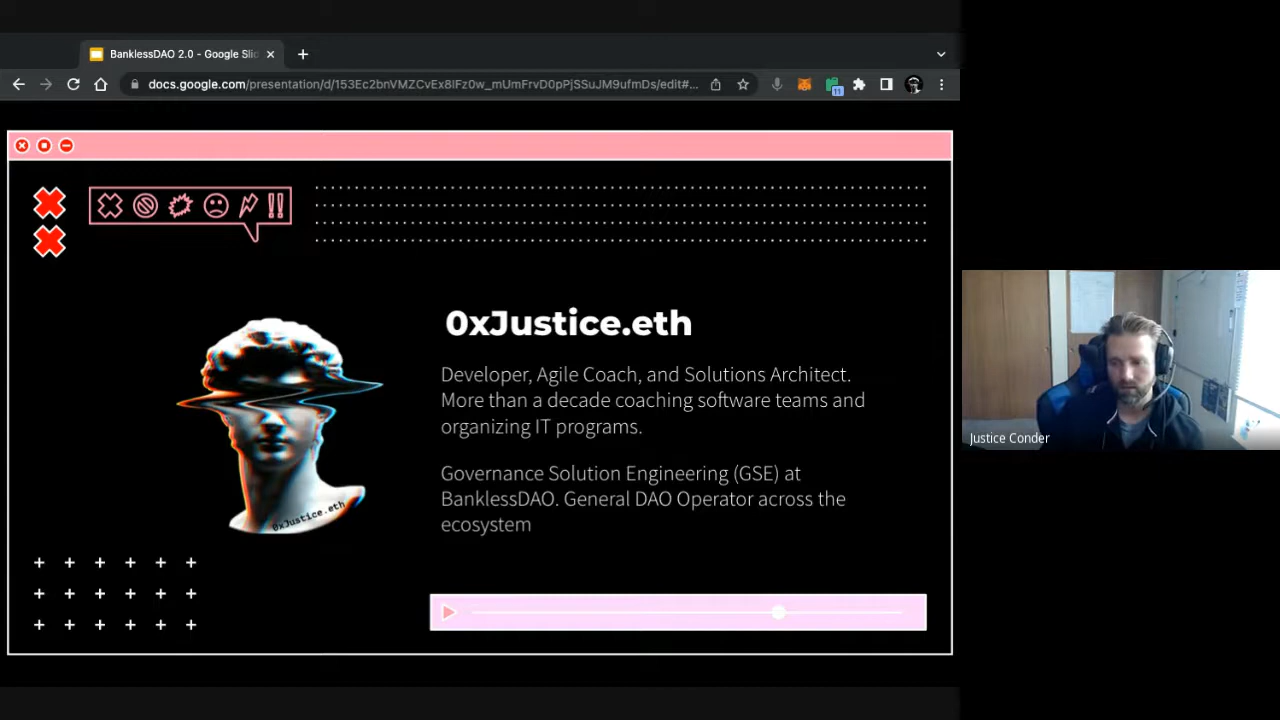 BanklessDAO 2.0 - Google Slid
docs.google.com/presentation/d/153Ec2bnVMZCvEx8IFz0w_mUmFrvD0pPjSSuJM9ufmDs/edit#...
11
0xJustice.eth
Developer, Agile Coach, and Solutions Architect.
More than a decade coaching software teams and
organizing IT programs.
Governance Solution Engineering (GSE) at
BanklessDAO. General DAO Operator across the
ecosystem
0xJustice.eth
Justice Conder